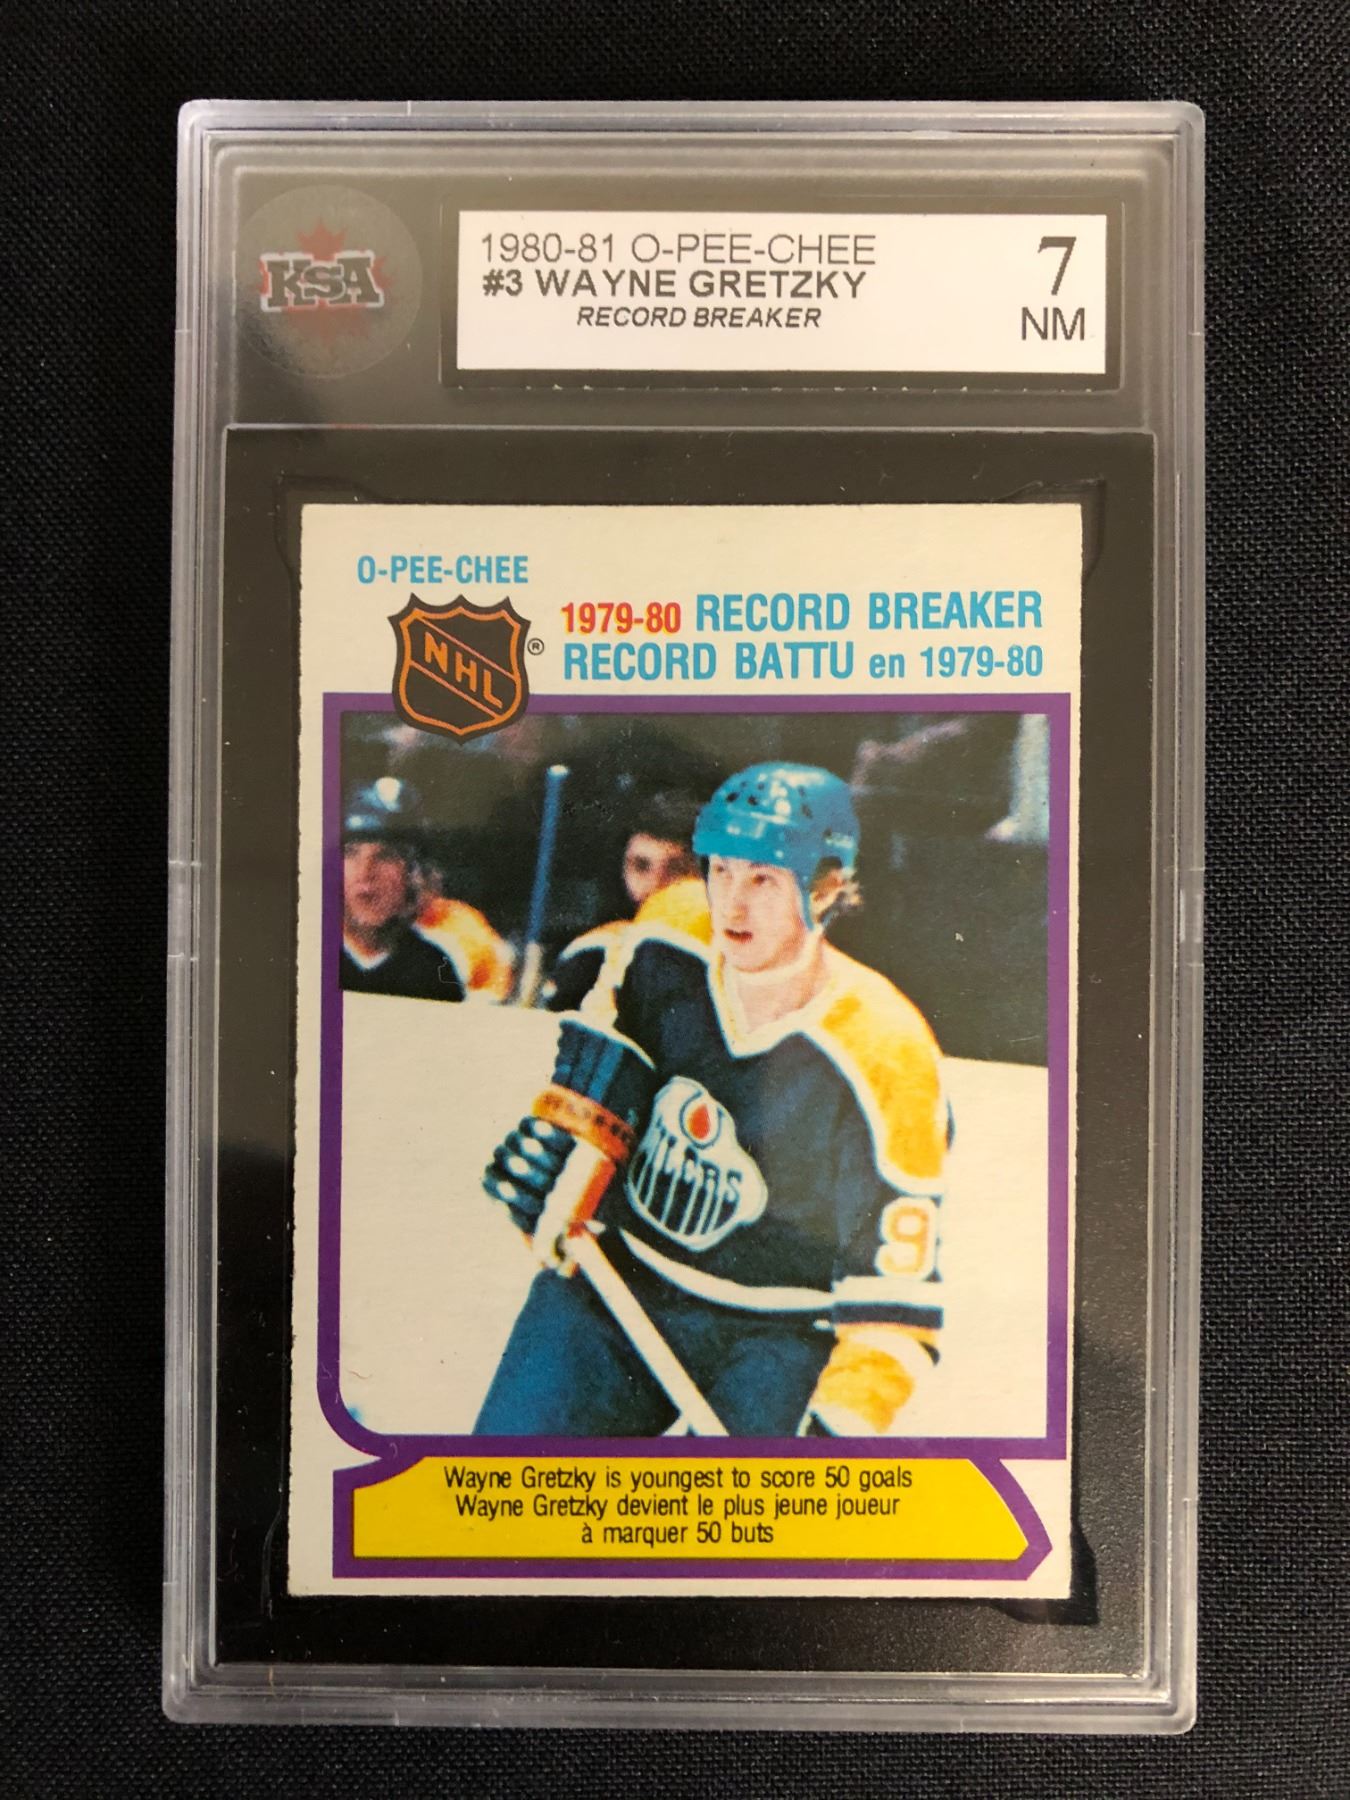 KSA
1980-81 O-PEE-CHEE
#3 WAYNE GRETZKY
RECORD BREAKER
7
NM
O-PEE-CHEE
NHL
®
1979-80 RECORD BREAKER
RECORD BATTU en 1979-80
OILERS
9
Wayne Gretzky is youngest to score 50 goals
Wayne Gretzky devient le plus jeune joueur
à marquer 50 buts